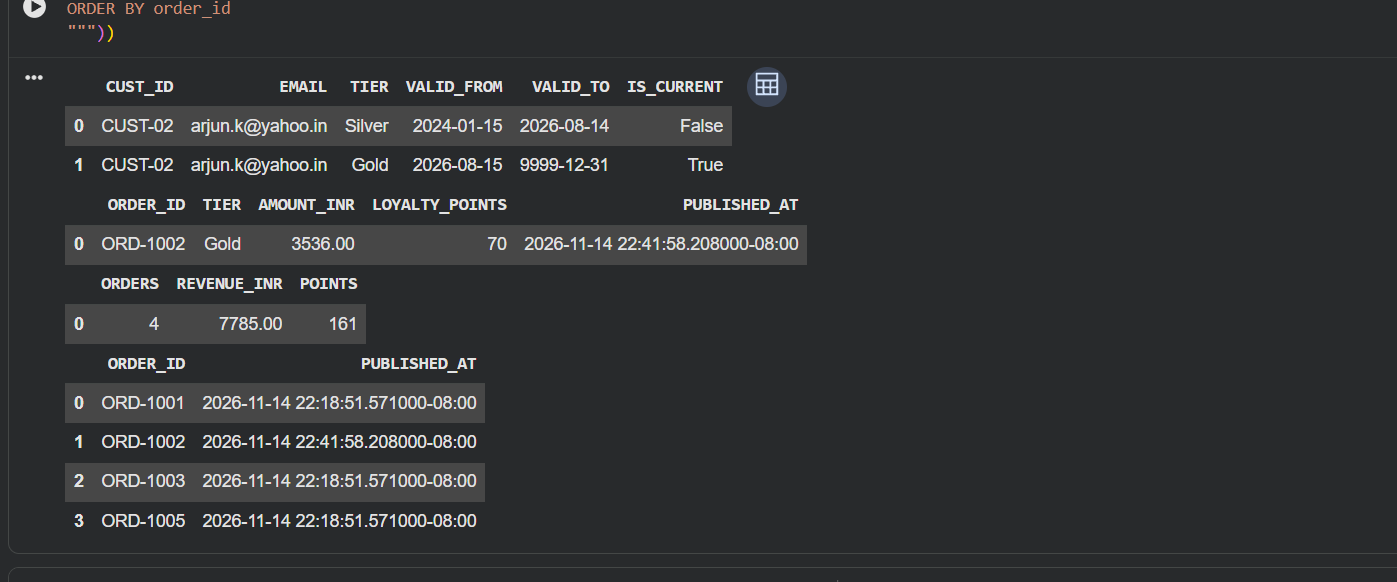 ORDER BY order_id
"""))
CUST_ID EMAIL TIER VALID_FROM VALID_TO IS_CURRENT
0 CUST-02 arjun.k@yahoo.in Silver 2024-01-15 2026-08-14 False
1 CUST-02 arjun.k@yahoo.in Gold 2026-08-15 9999-12-31 True
ORDER_ID TIER AMOUNT_INR LOYALTY_POINTS PUBLISHED_AT
0 ORD-1002 Gold 3536.00 70 2026-11-14 22:41:58.208000-08:00
ORDERS REVENUE_INR POINTS
0 4 7785.00 161
ORDER_ID PUBLISHED_AT
0 ORD-1001 2026-11-14 22:18:51.571000-08:00
1 ORD-1002 2026-11-14 22:41:58.208000-08:00
2 ORD-1003 2026-11-14 22:18:51.571000-08:00
3 ORD-1005 2026-11-14 22:18:51.571000-08:00